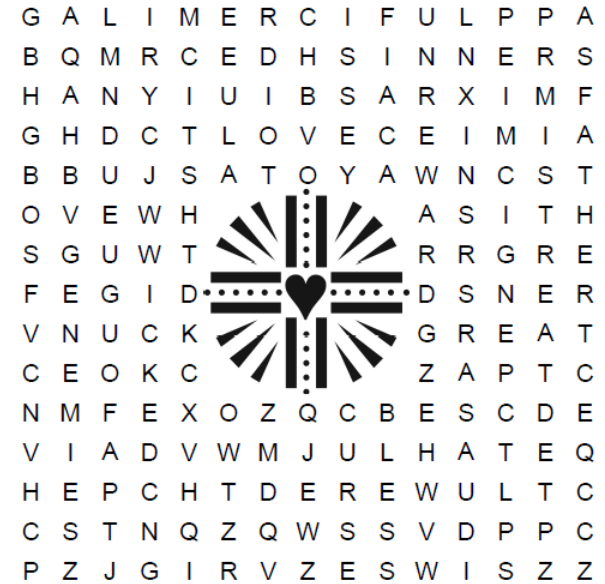 G A L I M E R C I F U L P P A
B Q M R C E D H S I N N E R S
H A N Y I U I B S A R X I M F
G H D C T L O V E C E I M I A
B B U J S A T O Y A W N C S T
O V E W H A S I T H
S G U W T R R G R E
F E G I D D S N E R
V N U C K G R E A T
C E O K C Z A P T C
N M F E X O Z Q C B E S C D E
V I A D V W M J U L H A T E Q
H E P C H T D E R E W U L T C
C S T N Q Z Q W S S V D P P C
P Z J G I R V Z E S W I S Z Z